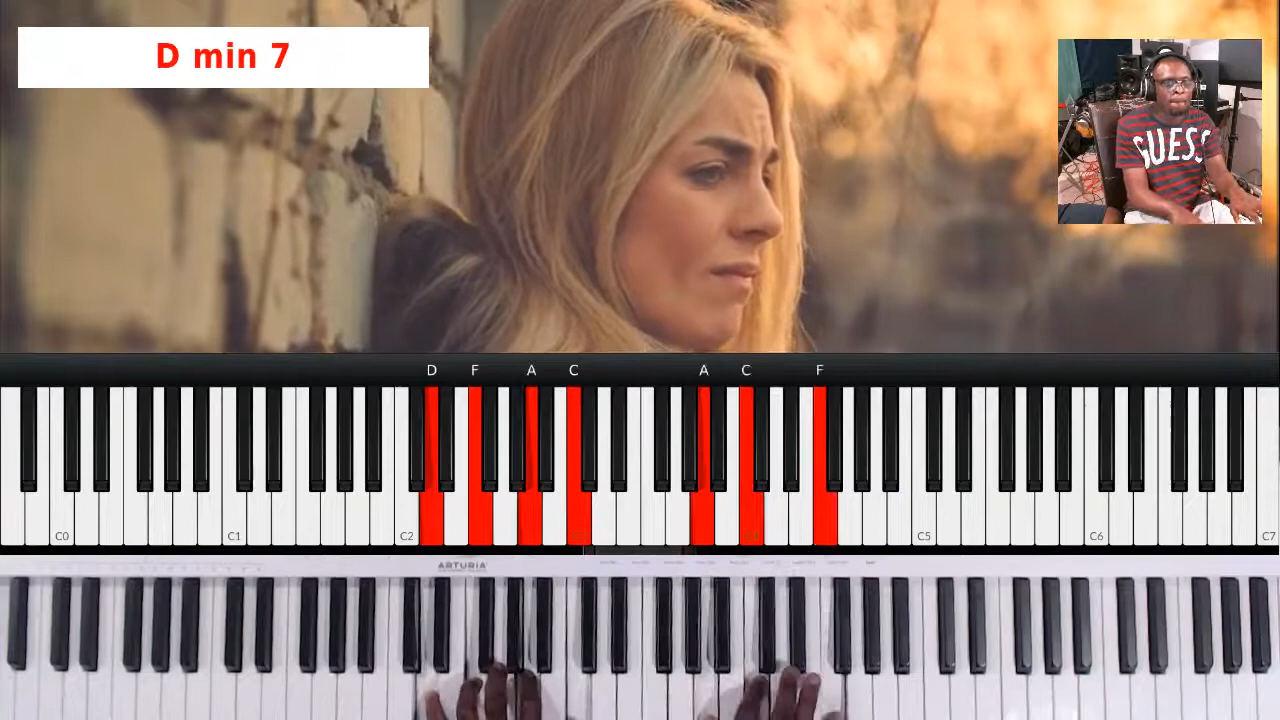 D min 7
GUESS
D F A C A C F
C0 C1 C2 C5 C6 C7
ARTURIA